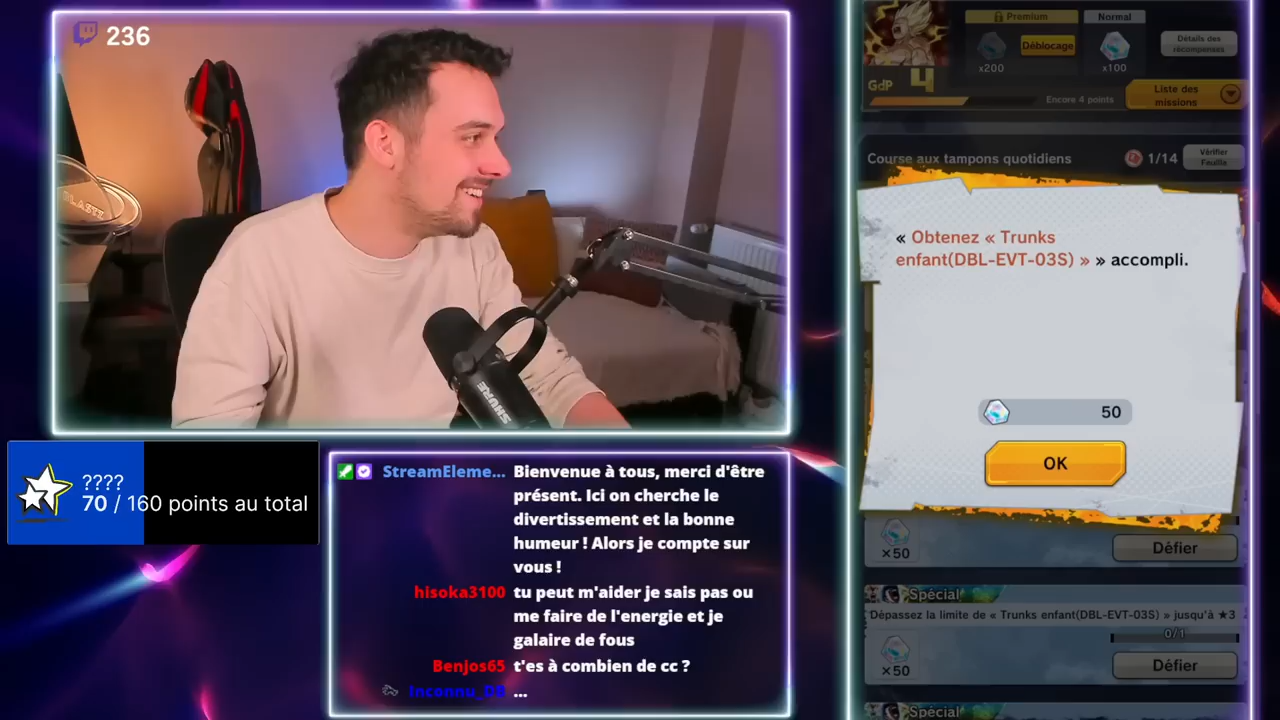 236
BLASTE
SHURE
Premium
Normal
Déblocage
x200
x100
Détails des
récompenses
GdP 4
Encore 4 points
Liste des
missions
Course aux tampons quotidiens
1/14
Vérifier
Feuille
« Obtenez « Trunks
enfant(DBL-EVT-03S) » » accompli.
50
OK
×50
Défier
Spécial
Dépassez la limite de « Trunks enfant(DBL-EVT-03S) » jusqu'à ★3
0/1
×50
Défier
Spécial
????
70 / 160 points au total
StreamEleme... Bienvenue à tous, merci d'être
présent. Ici on cherche le
divertissement et la bonne
humeur ! Alors je compte sur
vous !
hisoka3100 tu peut m'aider je sais pas ou
me faire de l'energie et je
galaire de fous
Benjos65 t'es à combien de cc ?
Inconnu_DB ...